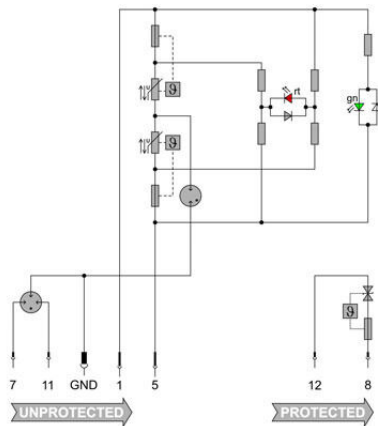 U
ϑ
U
ϑ
rt
gn
ϑ
7 11 GND 1 5 12 8
UNPROTECTED PROTECTED